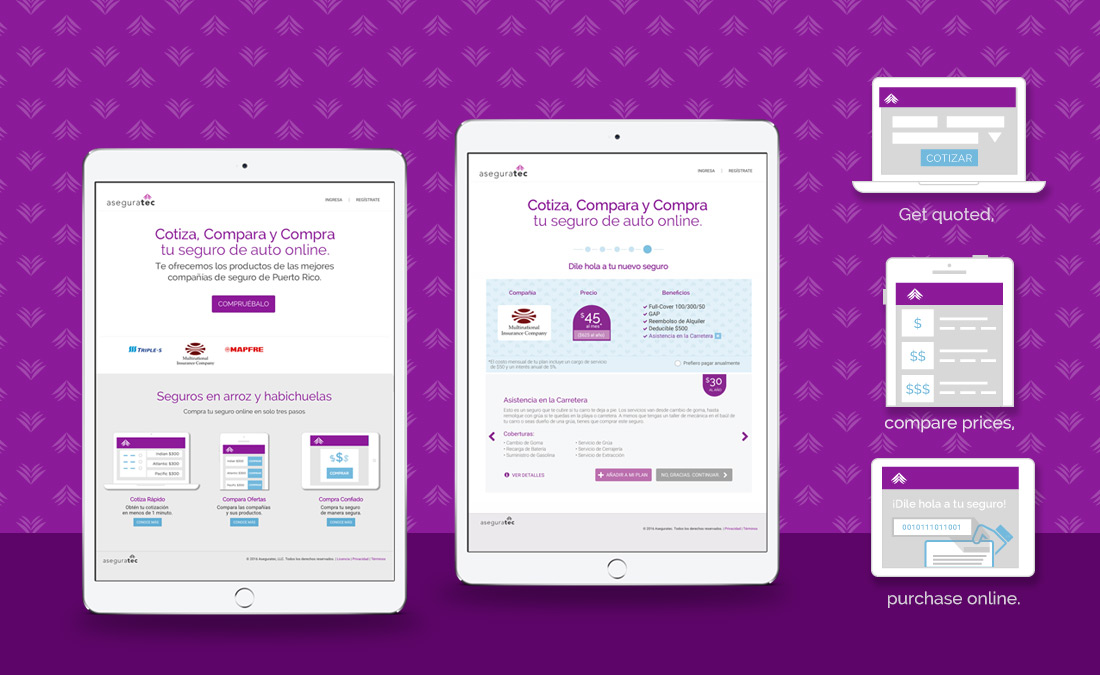 aseguratec
INGRESA | REGÍSTRATE
Cotiza, Compara y Compra
tu seguro de auto online.
Te ofrecemos los productos de las mejores
compañias de seguro de Puerto Rico.
COMPRUÉBALO
TRIPLE-S
Multinational
Insurance Company
MAPFRE
Seguros en arroz y habichuelas
Compra tu seguro online en solo tres pasos
Indian $300
Atlantic $300
Pacific $300
Indian $300
Atlantic $300
Pacific $300
$$$
COMPRAR
Cotiza Rápido
Obtén tu cotización
en menos de 1 minuto.
CONOCE MÁS
Compara Ofertas
Compara las compañías
y sus productos.
CONOCE MÁS
Compra Confiado
Compra tu seguro
de manera segura.
CONOCE MÁS
aseguratec
© 2016 Aseguratec, LLC. Todos los derechos reservados. | Licencia | Privacidad | Términos
aseguratec
INGRESA | REGÍSTRATE
Cotiza, Compara y Compra
tu seguro de auto online.
Dile hola a tu nuevo seguro
Compañía
Precio
Beneficios
Multinational
Insurance Company
$45
al mes*
($620 al año)
Full-Cover 100/300/50
GAP
Reembolso de Alquiler
Deducible $500
Asistencia en la Carretera
*El costo mensual de tu plan incluye un cargo de servicio
de $50 y un interés anual de 5%.
Prefiero pagar anualmente
$30
AL AÑO
Asistencia en la Carretera
Esto es un seguro que te cubre si tu carro te deja a pie. Los servicios van desde cambio de goma, hasta
remolque con grúa si te quedas en la playa o carretera. A menos que tengas un taller de mecánica en el baúl de
tu carro o seas dueño de una grúa, tienes que comprar este seguro.
Coberturas:
• Cambio de Goma
• Recarga de Batería
• Suministro de Gasolina
• Servicio de Grúa
• Servicio de Cerrajería
• Servicio de Extracción
VER DETALLES
AÑADIR A MI PLAN
NO, GRACIAS. CONTINUAR
aseguratec
© 2016 Aseguratec. Todos los derechos reservados. | Privacidad | Términos
COTIZAR
Get quoted,
$
$$
$$$
compare prices,
¡Dile hola a tu seguro!
0010111011001
purchase online.